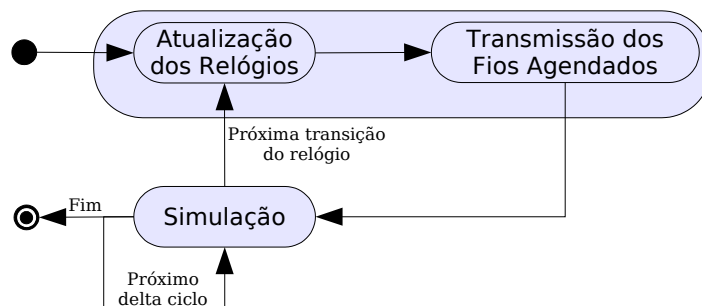 Atualização
dos Relógios
Transmissão dos
Fios Agendados
Próxima transição
do relógio
Fim
Simulação
Próximo
delta ciclo